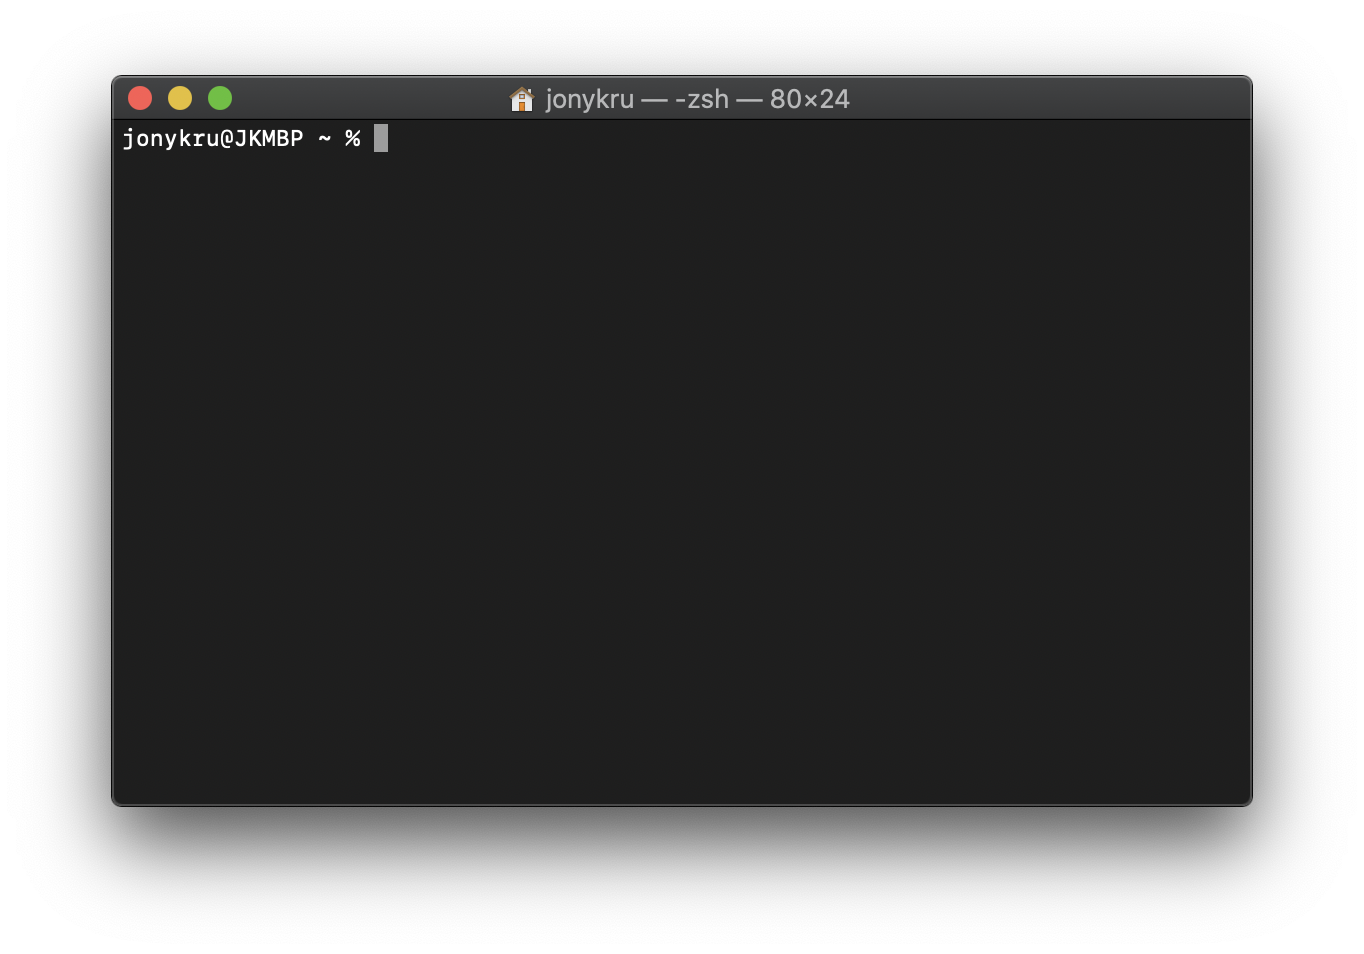 jonykru — -zsh — 80×24
jonykru@JKMBP ~ %